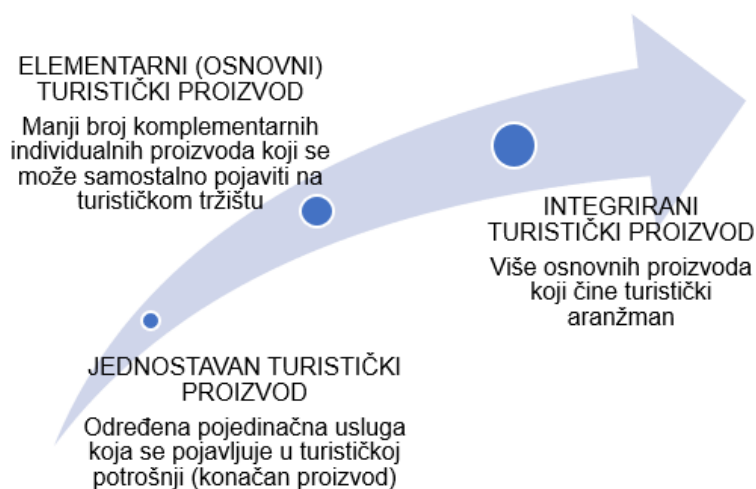 ELEMENTARNI (OSNOVNI)
TURISTIČKI PROIZVOD
Manji broj komplementarnih
individualnih proizvoda koji se
može samostalno pojaviti na
turističkom tržištu
INTEGRIRANI
TURISTIČKI PROIZVOD
Više osnovnih proizvoda
koji čine turistički
aranžman
JEDNOSTAVAN TURISTIČKI
PROIZVOD
Određena pojedinačna usluga
koja se pojavljuje u turističkoj
potrošnji (konačan proizvod)